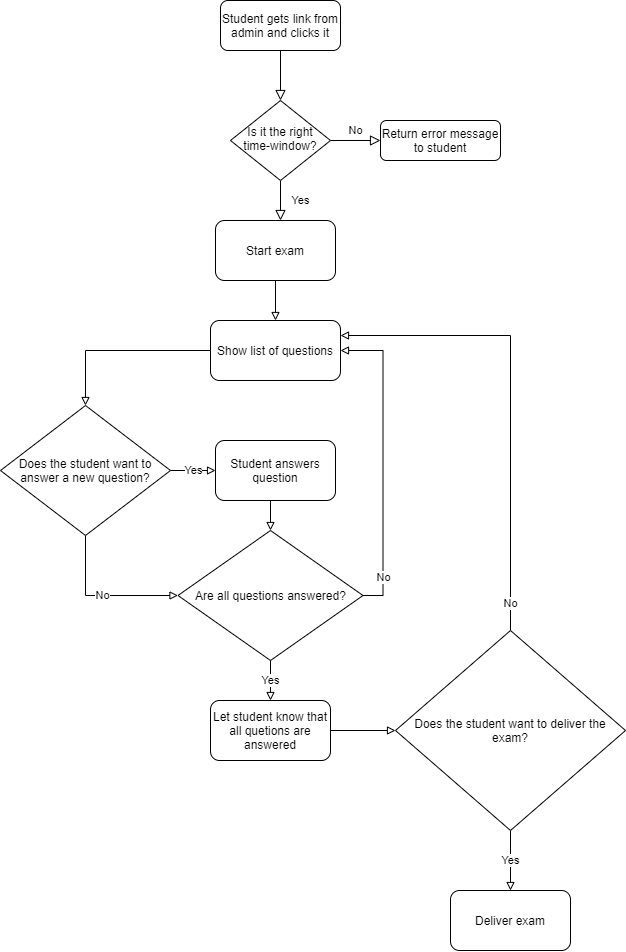 Student gets link from
admin and clicks it
Is it the right
time-window?
No
Return error message
to student
Yes
Start exam
Show list of questions
Does the student want to
answer a new question?
Yes
Student answers
question
No
Are all questions answered?
No
Yes
Let student know that
all quetions are
answered
No
Does the student want to deliver the
exam?
Yes
Deliver exam